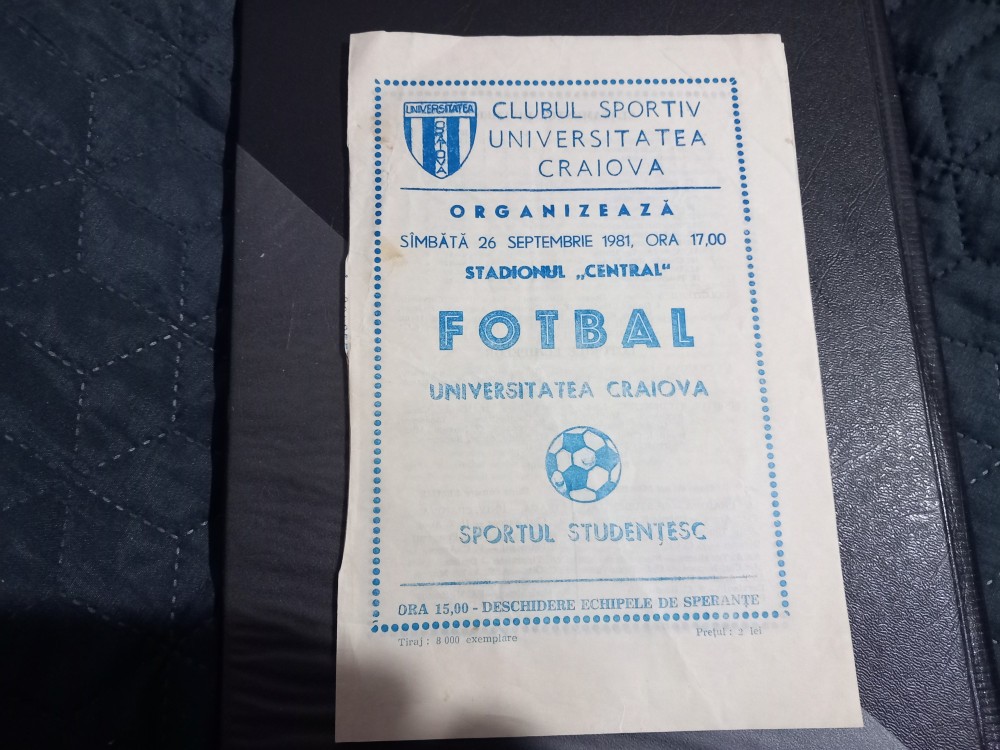 UNIVERSITATEA
CRAIOVA
CLUBUL SPORTIV
UNIVERSITATEA
CRAIOVA
ORGANIZEAZĂ
SÎMBĂTĂ 26 SEPTEMBRIE 1981, ORA 17,00
STADIONUL „CENTRAL“
FOTBAL
UNIVERSITATEA CRAIOVA
SPORTUL STUDENȚESC
ORA 15,00 - DESCHIDERE ECHIPELE DE SPERANȚE
Tiraj : 8 000 exemplare
Prețul : 2 lei